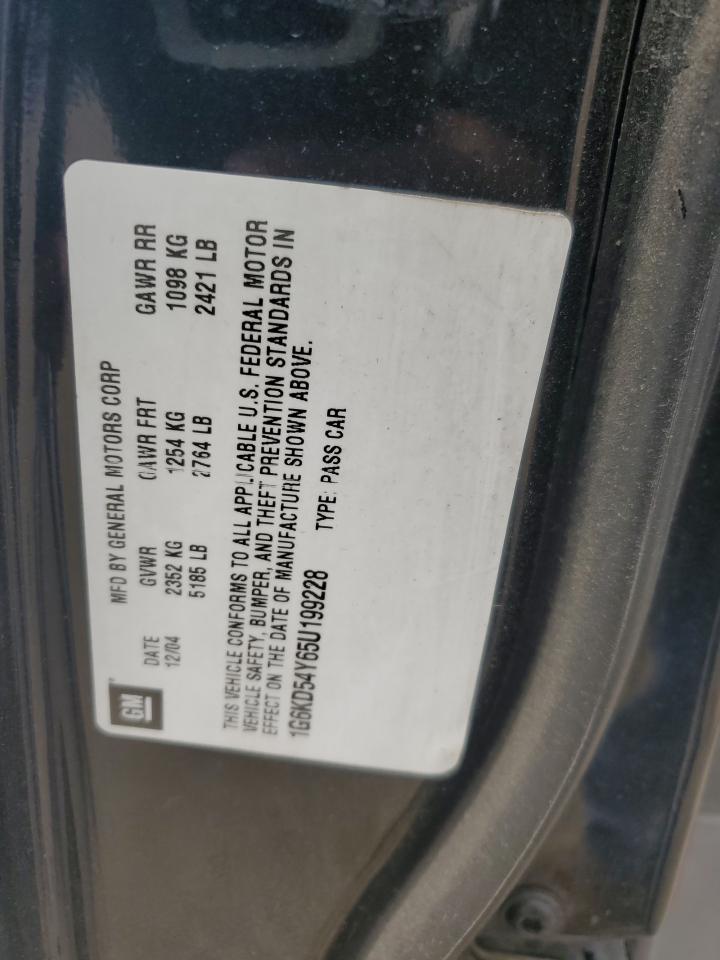 GM
MFD BY GENERAL MOTORS CORP
DATE GVWR GAWR FRT GAWR RR
12/04 2352 KG 1254 KG 1098 KG
5185 LB 2764 LB 2421 LB
THIS VEHICLE CONFORMS TO ALL APPLICABLE U.S. FEDERAL MOTOR
VEHICLE SAFETY, BUMPER, AND THEFT PREVENTION STANDARDS IN
EFFECT ON THE DATE OF MANUFACTURE SHOWN ABOVE.
1G6KD54Y65U199228 TYPE: PASS CAR